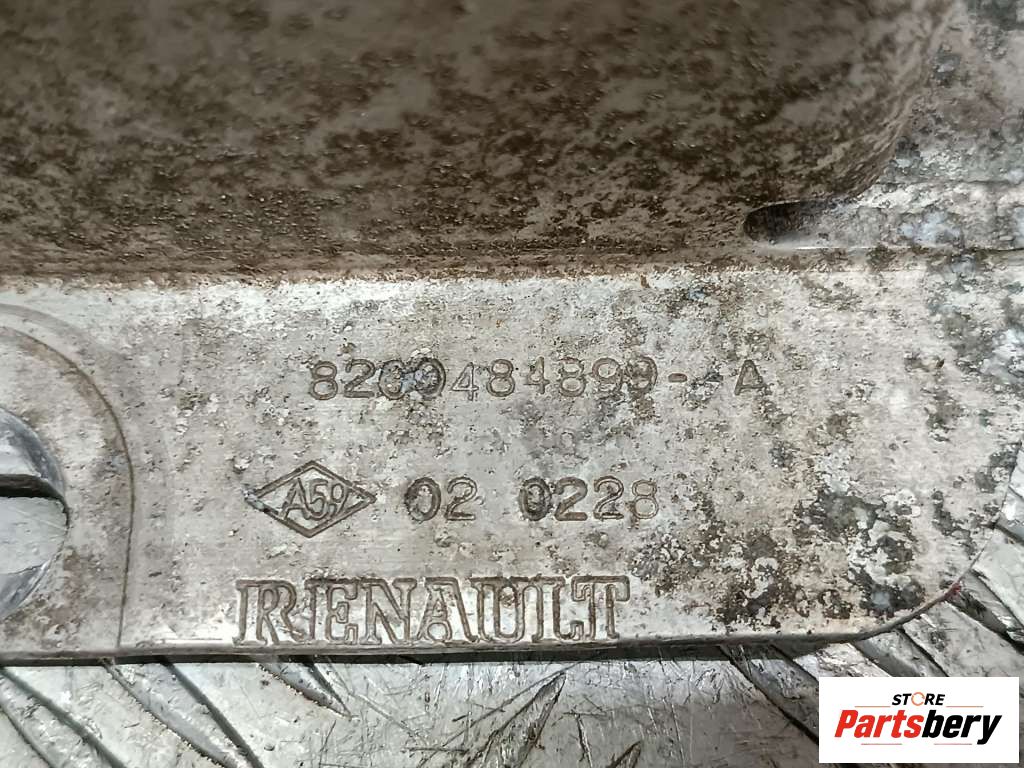 8200484899--A
A59 02 0228
RENAULT
STORE
Partsbery